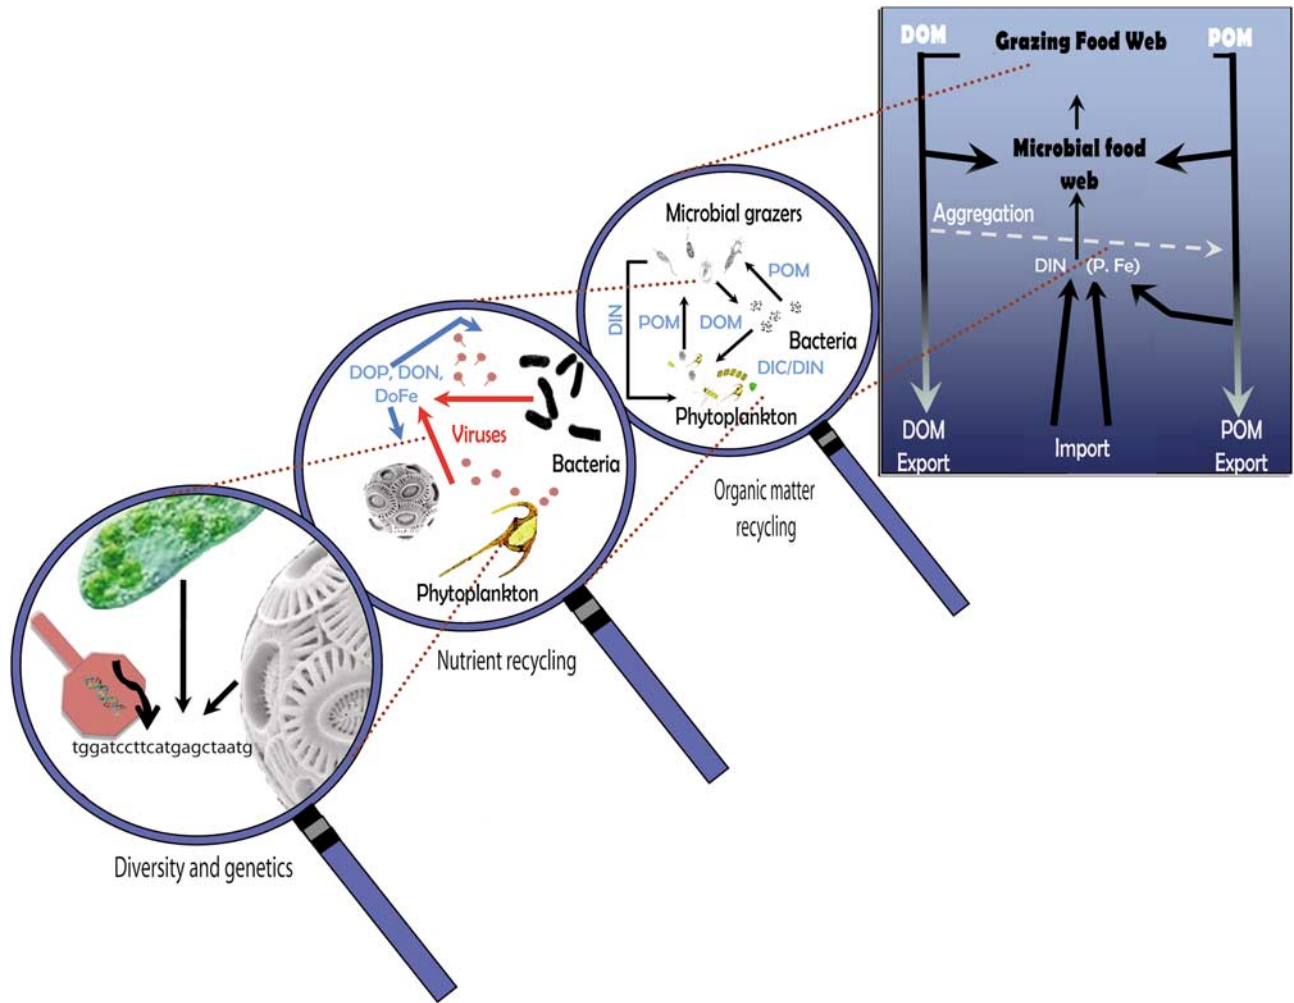 DOM
Grazing Food Web
POM
Microbial food
web
Aggregation
DIN (P. Fe)
DOM
Export
Import
POM
Export
Microbial grazers
POM
DIN
POM
DOM
Bacteria
DIC/DIN
Phytoplankton
Organic matter
recycling
DOP, DON,
DoFe
Viruses
Bacteria
Phytoplankton
Nutrient recycling
tggatccttcatgagctaatg
Diversity and genetics